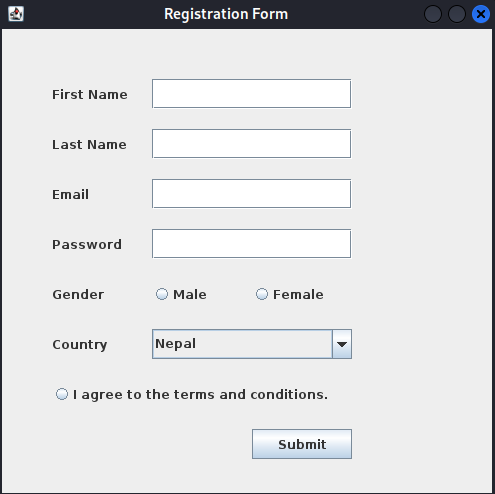 Registration Form
First Name
Last Name
Email
Password
Gender Male Female
Country Nepal
I agree to the terms and conditions.
Submit